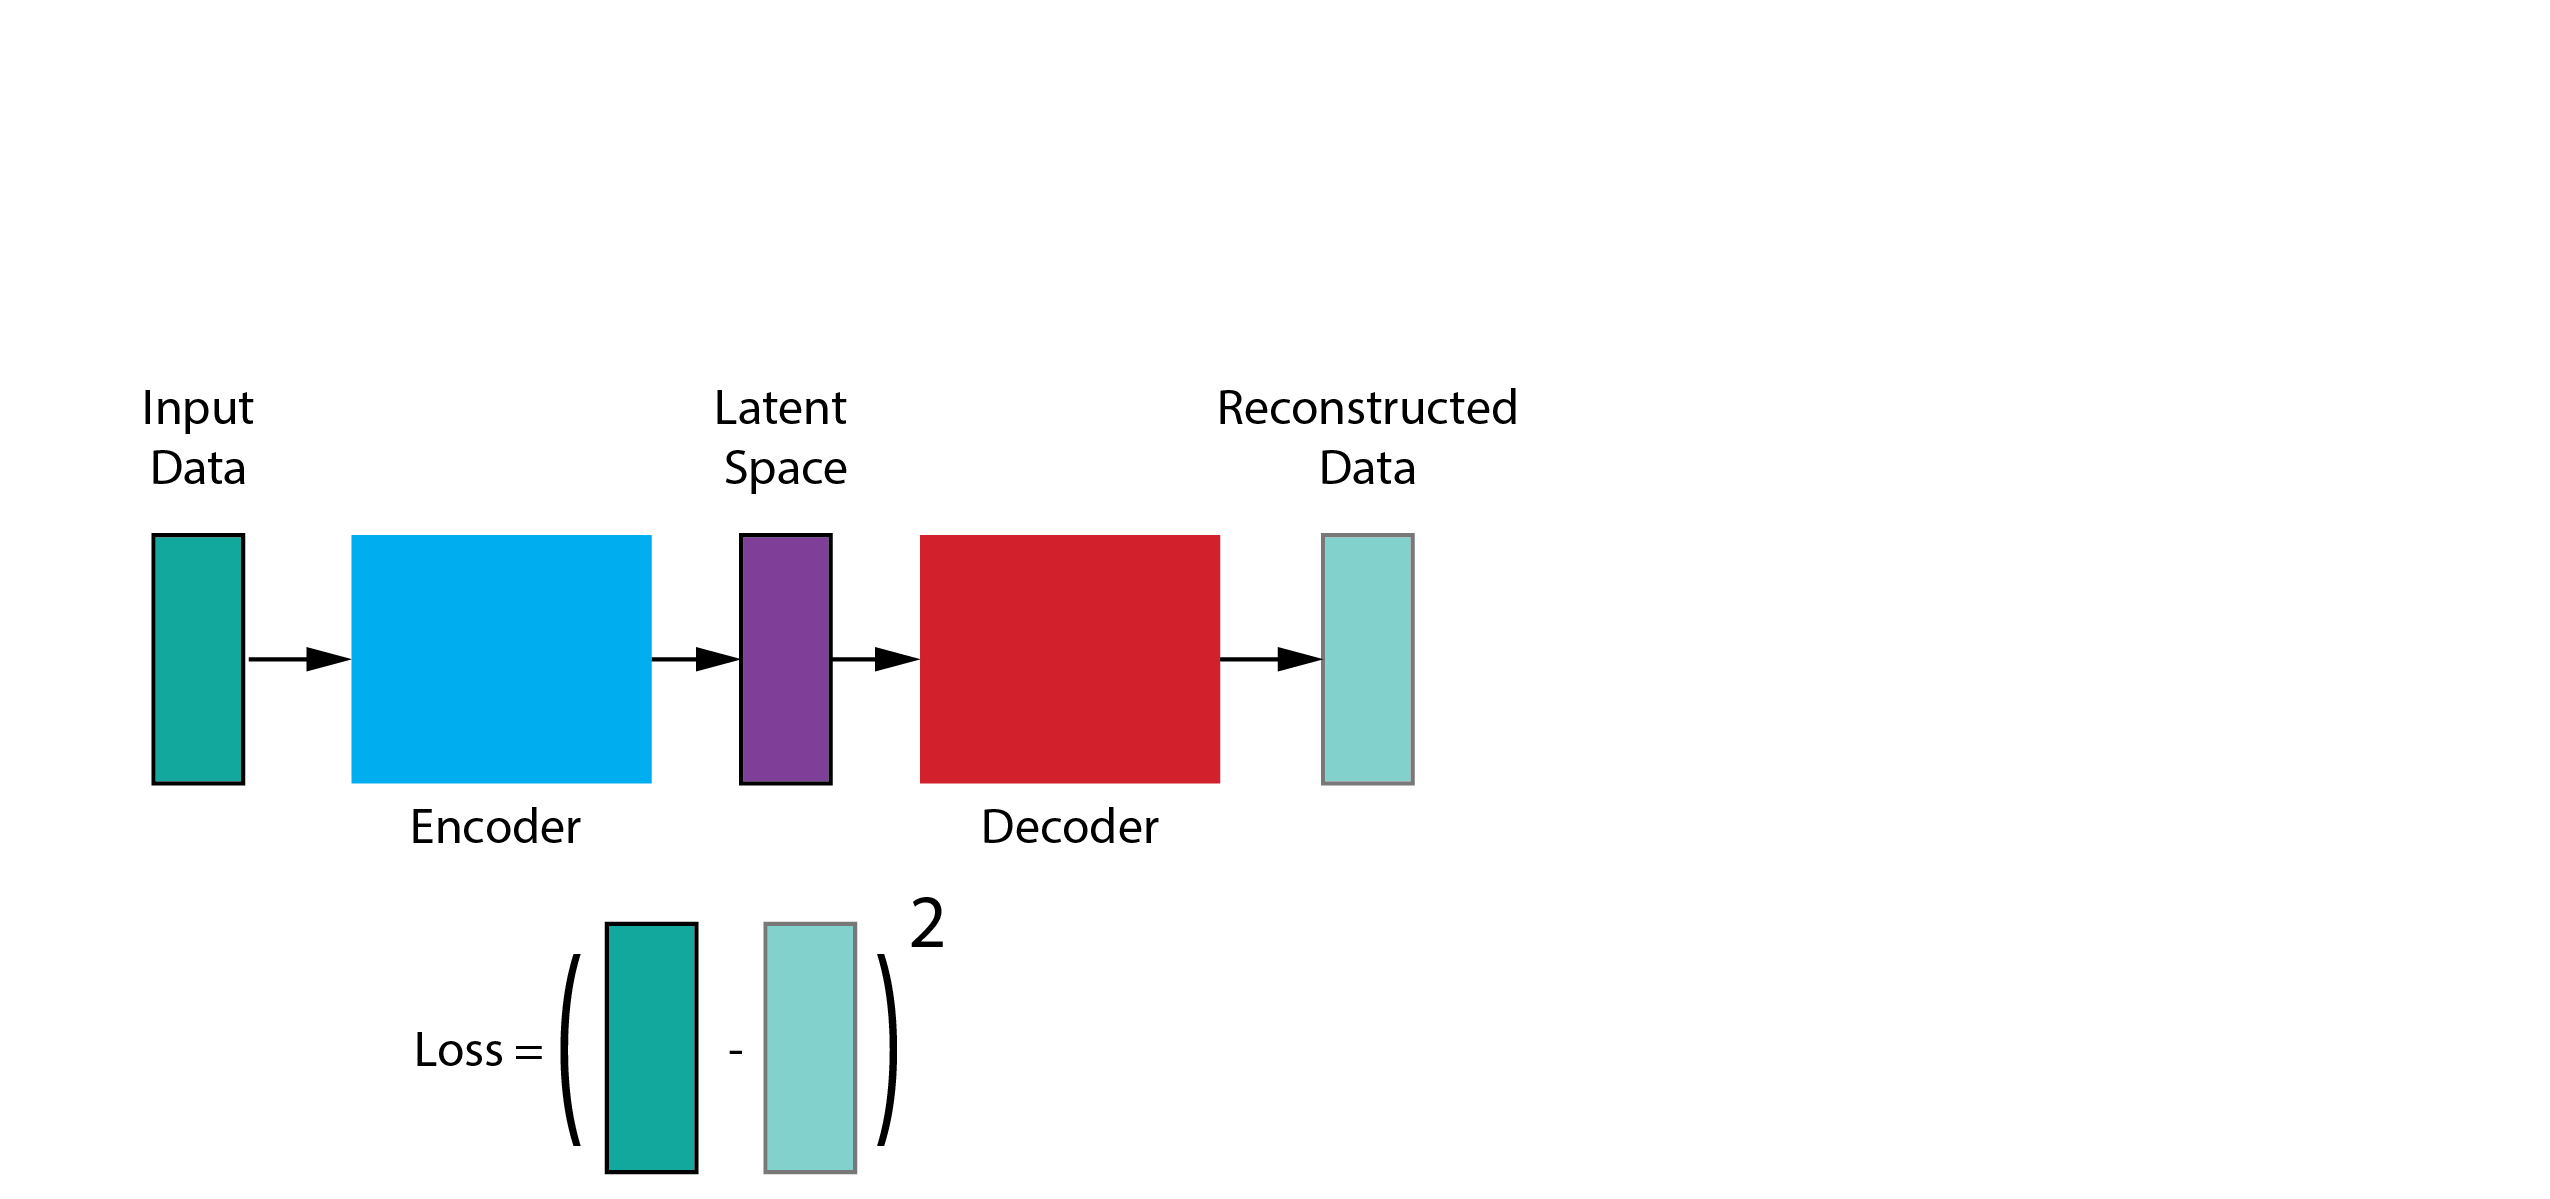 Input
Data
Latent
Space
Reconstructed
Data
Encoder
Decoder
Loss = ( - )2